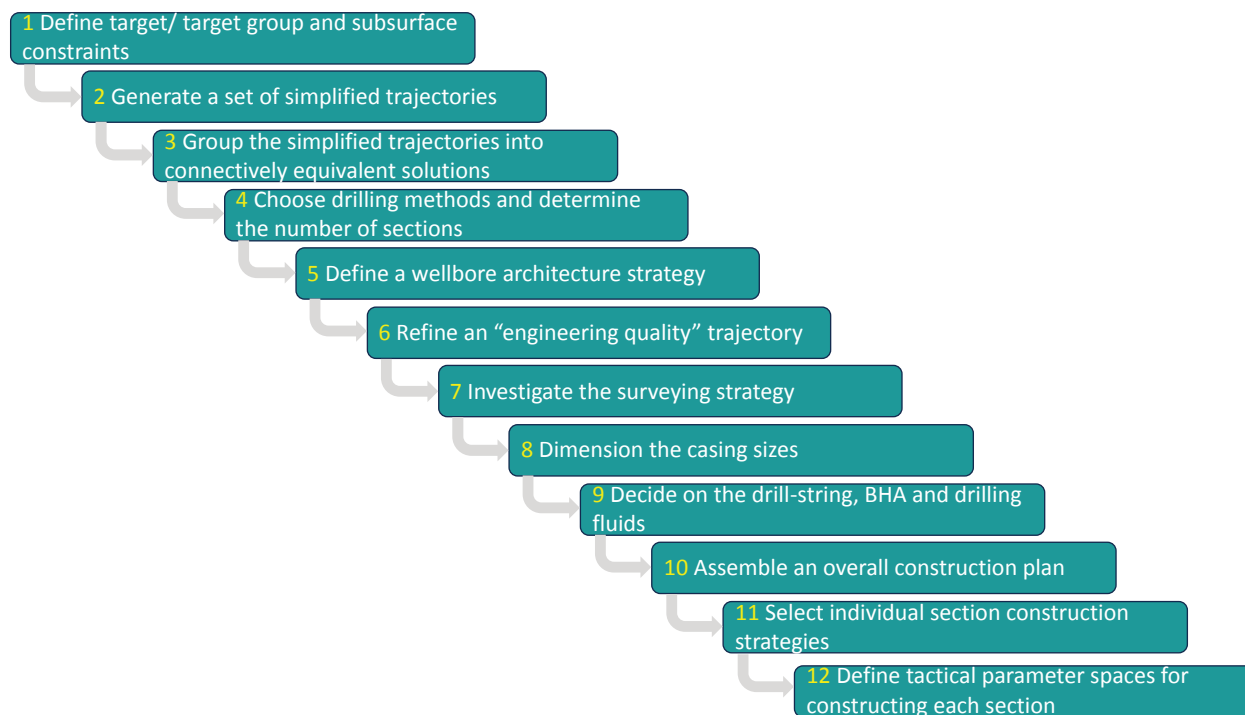 1 Define target/ target group and subsurface
constraints
2 Generate a set of simplified trajectories
3 Group the simplified trajectories into
connectively equivalent solutions
4 Choose drilling methods and determine
the number of sections
5 Define a wellbore architecture strategy
6 Refine an “engineering quality” trajectory
7 Investigate the surveying strategy
8 Dimension the casing sizes
9 Decide on the drill-string, BHA and drilling
fluids
10 Assemble an overall construction plan
11 Select individual section construction
strategies
12 Define tactical parameter spaces for
constructing each section